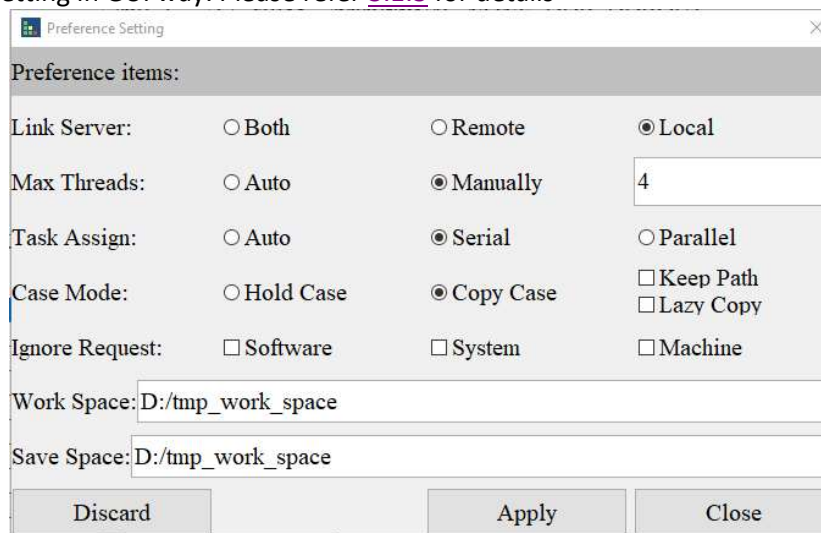 for details
Preference Setting
Preference items:
Link Server: Both Remote Local
Max Threads: Auto Manually 4
Task Assign: Auto Serial Parallel
Case Mode: Hold Case Copy Case Keep Path
Lazy Copy
Ignore Request: Software System Machine
Work Space: D:/tmp_work_space
Save Space: D:/tmp_work_space
Discard Apply Close